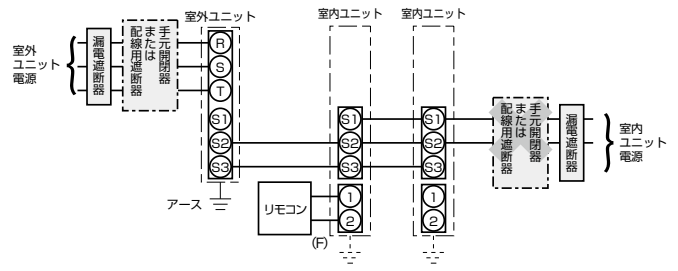 室外ユニット
室内ユニット
室内ユニット
室外
ユニット
電源
漏電遮断器
手元開閉器
または
配線用遮断器
R
S
T
S1
S2
S3
アース
リモコン
(F)
S1
S2
S3
1
2
S1
S2
S3
1
2
手元開閉器
または
配線用遮断器
漏電遮断器
室内
ユニット
電源